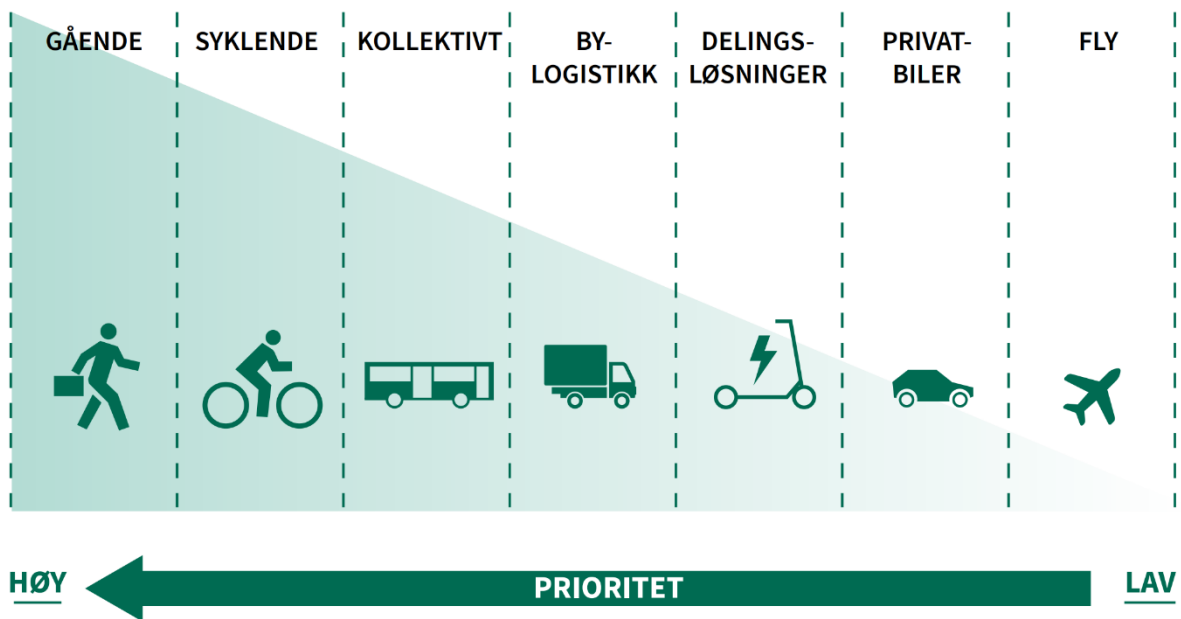 GÅENDE
SYKLENDE
KOLLEKTIVT
BY-
LOGISTIKK
DELINGS-
LØSNINGER
PRIVAT-
BILER
FLY
HØY
PRIORITET
LAV